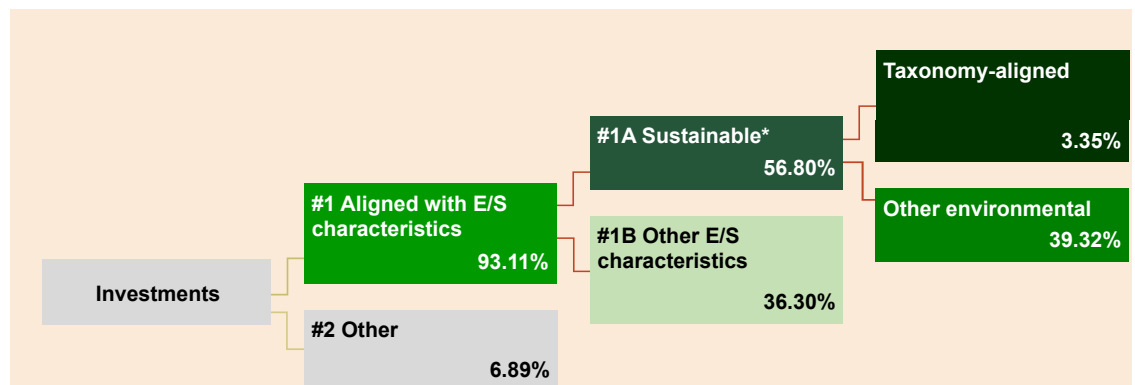 Investments
#1 Aligned with E/S
characteristics
93.11%
#2 Other
6.89%
#1A Sustainable*
56.80%
#1B Other E/S
characteristics
36.30%
Taxonomy-aligned
3.35%
Other environmental
39.32%